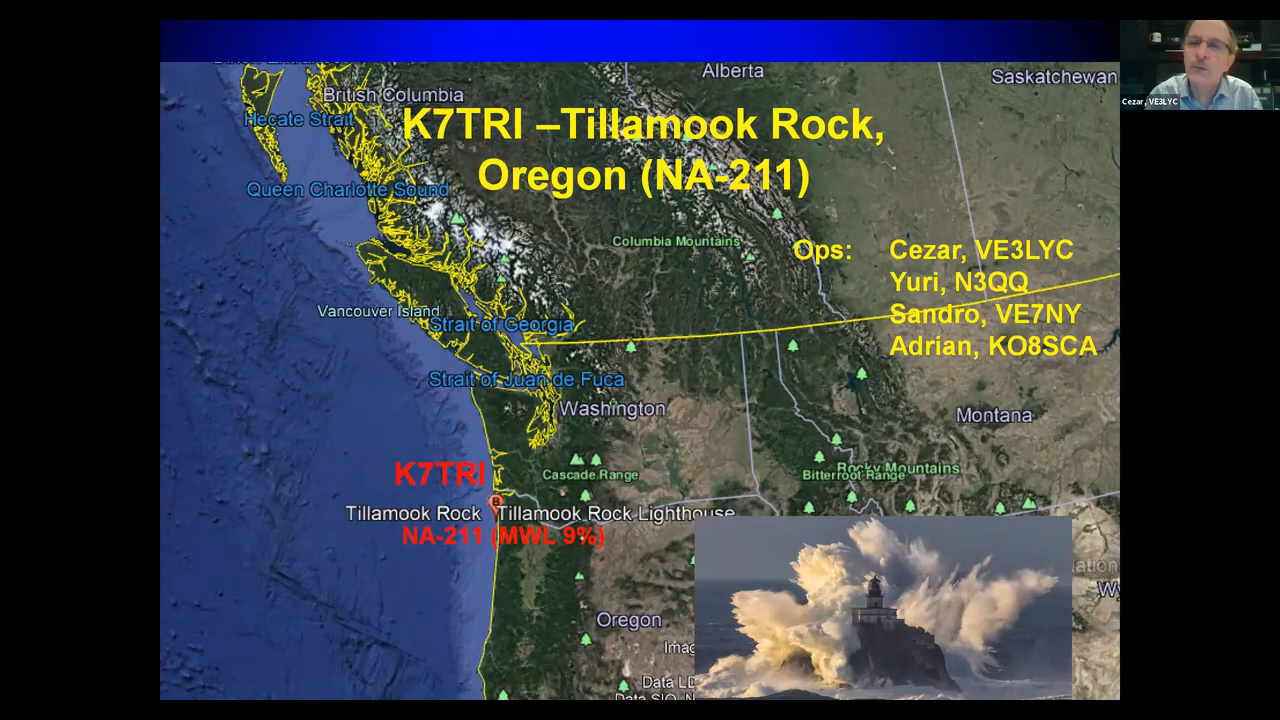 Alberta
Saskatchewan
British Columbia
Hecate Strait
K7TRI –Tillamook Rock,
Oregon (NA-211)
Queen Charlotte Sound
Columbia Mountains
Ops: Cezar, VE3LYC
Yuri, N3QQ
Sandro, VE7NY
Adrian, KO8SCA
Vancouver Island
Strait of Georgia
Strait of Juan de Fuca
Washington
Montana
K7TRI
Cascade Range
Rocky Mountains
Bitterroot Range
Tillamook Rock
Tillamook Rock Lighthouse
NA-211 (MWL 9%)
Oregon
Cezar, VE3LYC